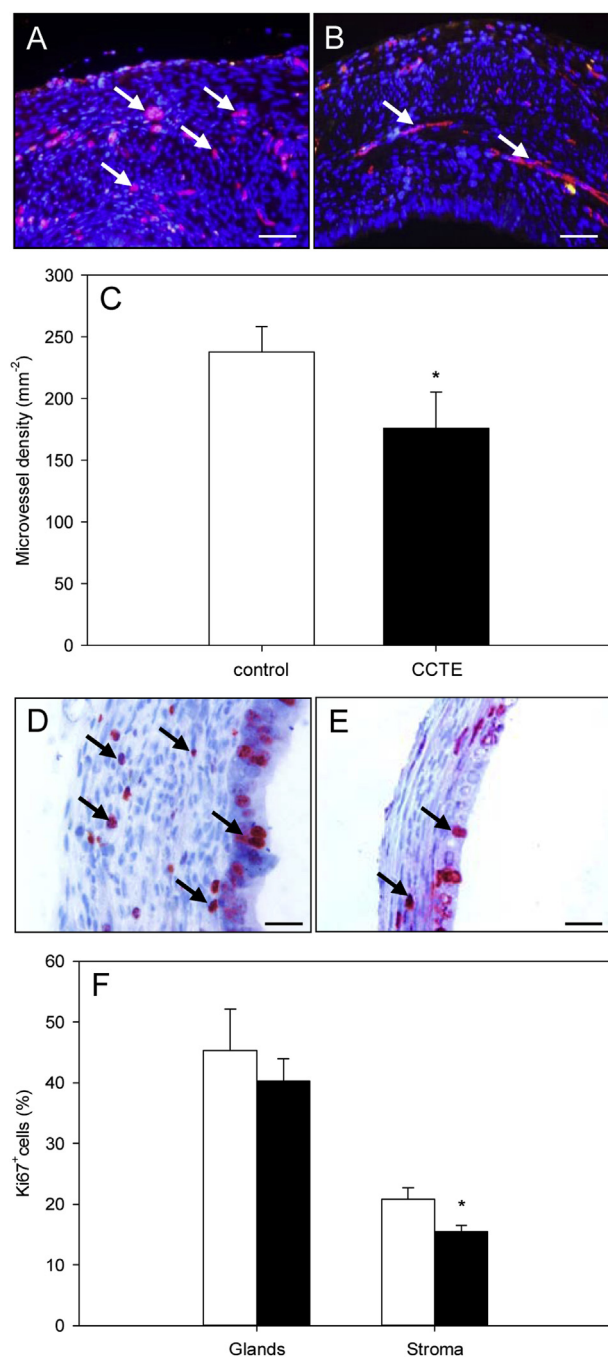 A
B
C
300
250
200
150
100
50
0
Microvessel density (mm-2)
*
control
CCTE
D
E
F
60
50
40
30
20
10
0
Ki67+ cells (%)
*
Glands
Stroma